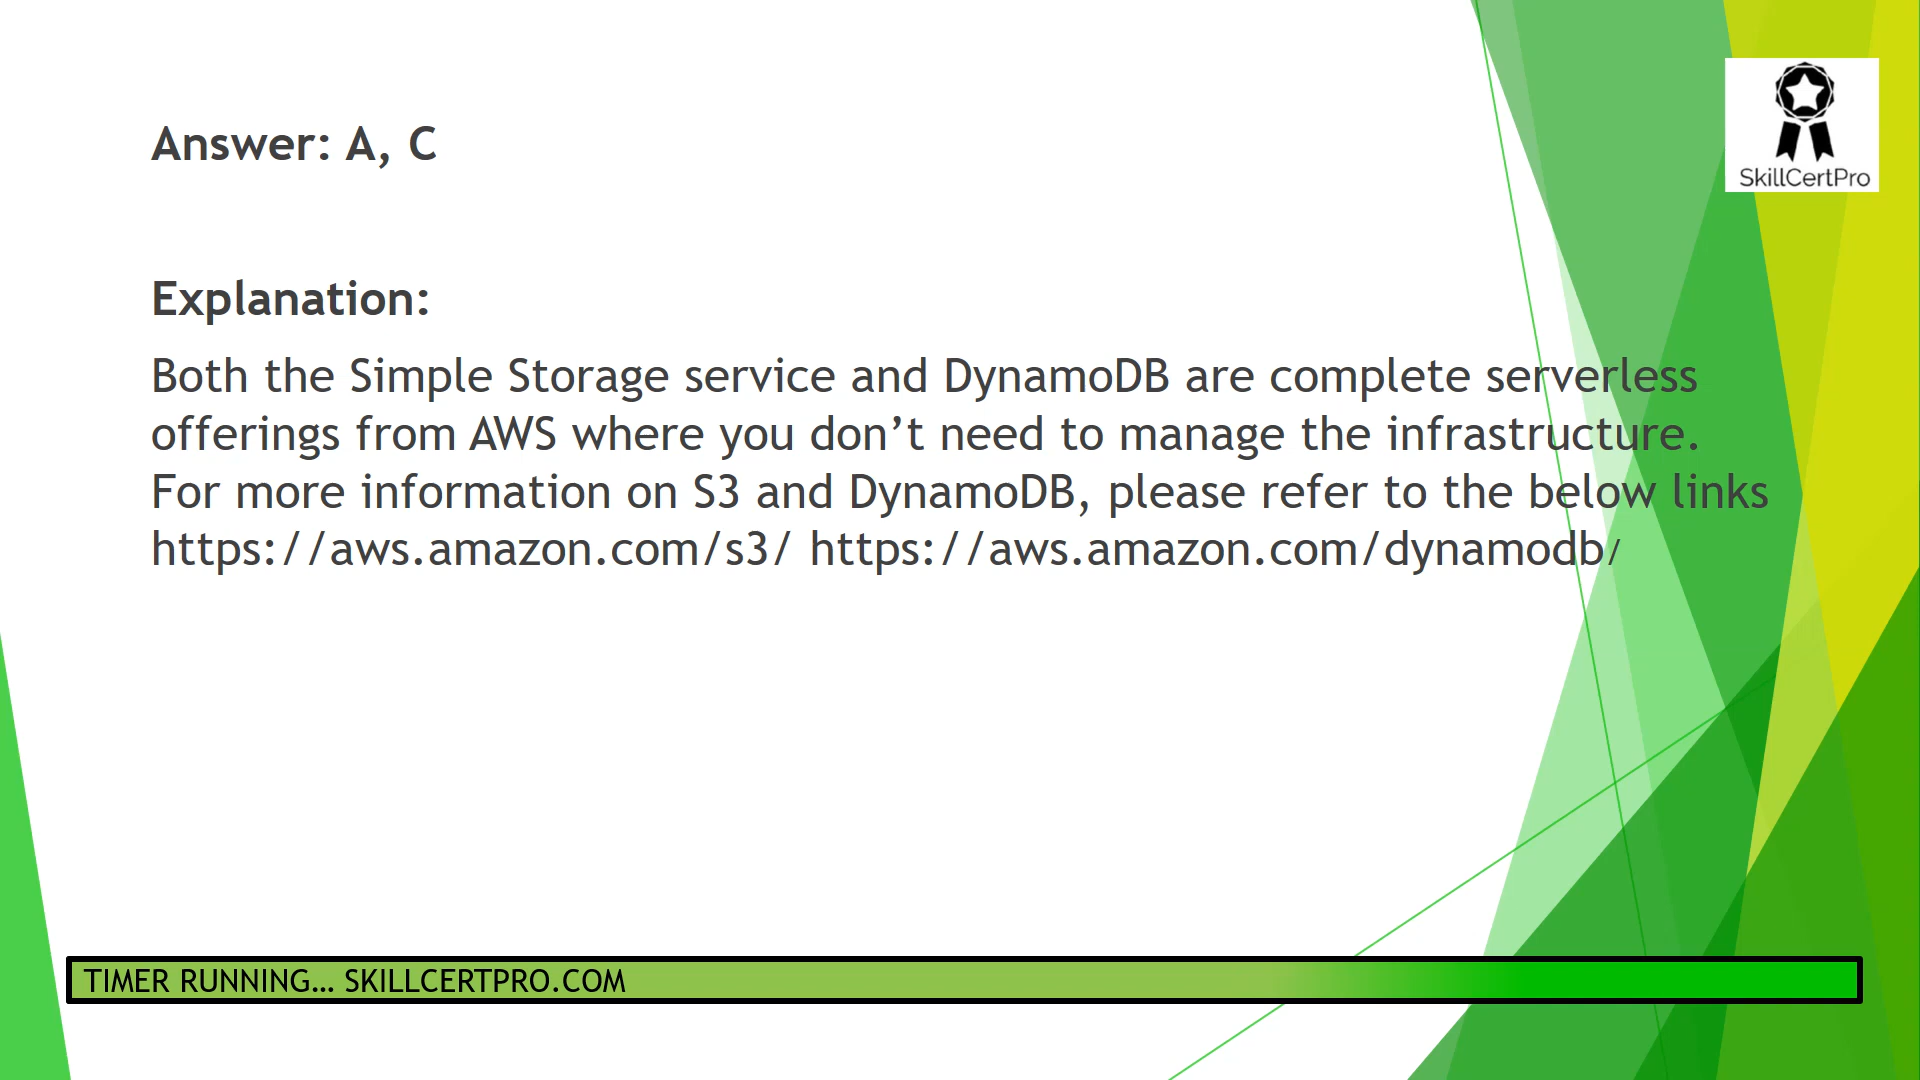 SkillCertPro
Answer: A, C
Explanation:
Both the Simple Storage service and DynamoDB are complete serverless
offerings from AWS where you don’t need to manage the infrastructure.
For more information on S3 and DynamoDB, please refer to the below links
https://aws.amazon.com/s3/ https://aws.amazon.com/dynamodb/
TIMER RUNNING... SKILLCERTPRO.COM